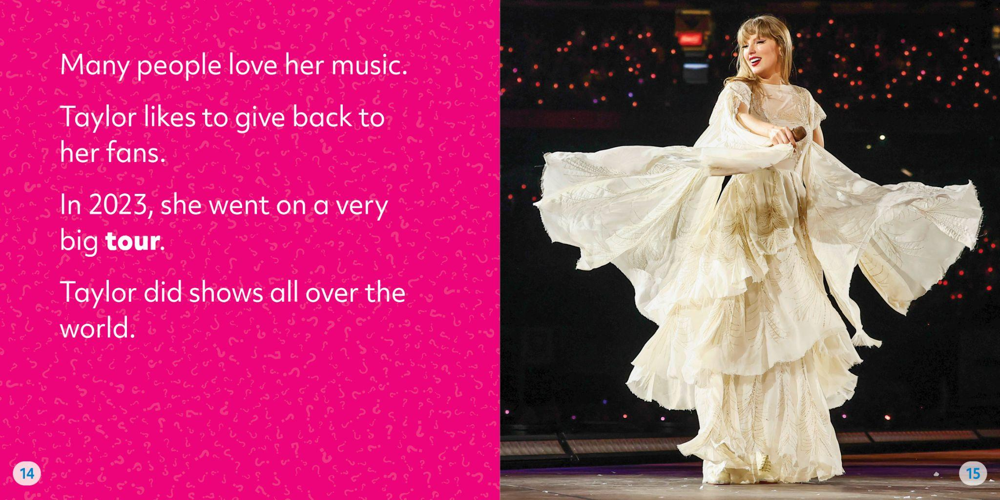 Many people love her music.
Taylor likes to give back to
her fans.
In 2023, she went on a very
big tour.
Taylor did shows all over the
world.
14
15